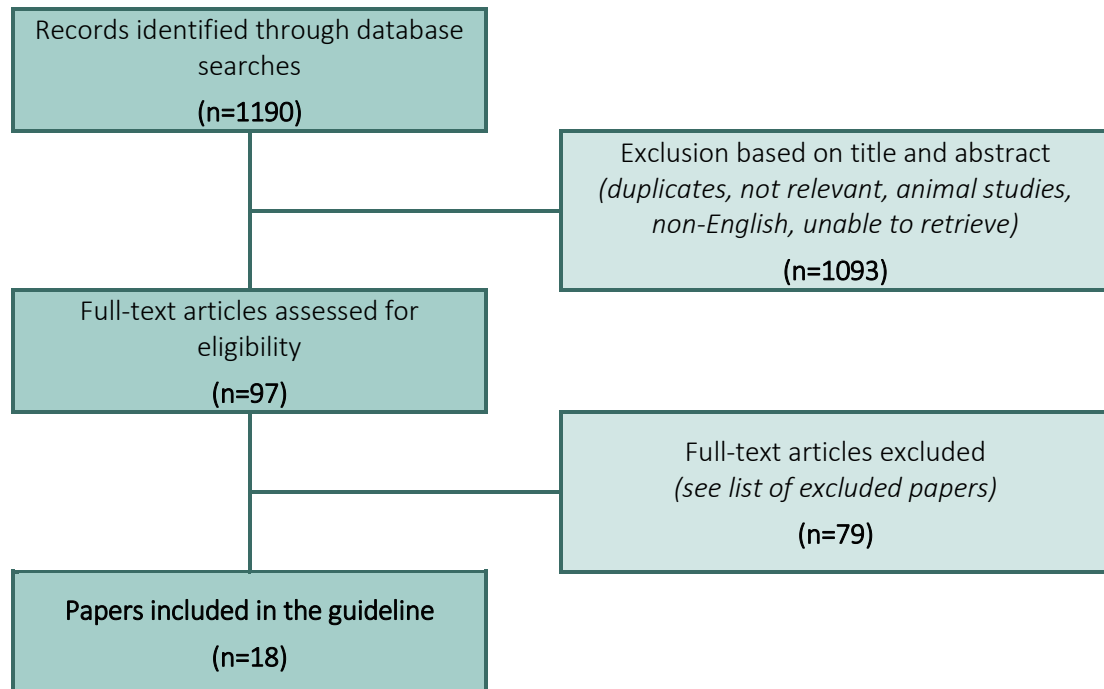 Records identified through database
searches
(n=1190)
Exclusion based on title and abstract
(duplicates, not relevant, animal studies,
non-English, unable to retrieve)
(n=1093)
Full-text articles assessed for
eligibility
(n=97)
Full-text articles excluded
(see list of excluded papers)
(n=79)
Papers included in the guideline
(n=18)